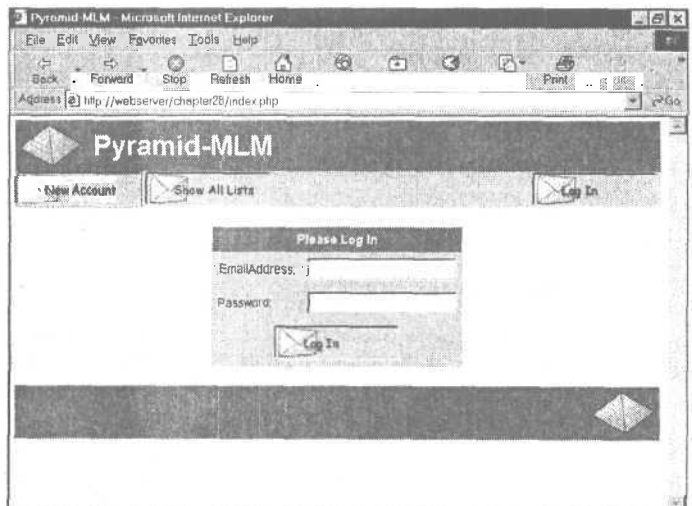 Pyramid-MLM - Microsoft Internet Explorer
File Edit View Favorites Tools Help
Back Forward Stop Refresh Home Print
Address http://webserver/chapter28/index.php Go
Pyramid-MLM
New Account Show All Lists Log In
Please Log In
EmailAddress:
Password:
Log In